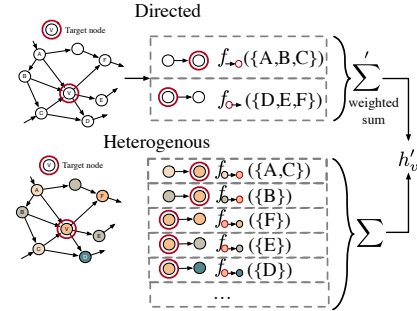 Directed
V Target node
A
B
F
V
E
C
D
f ({A,B,C})
f ({D,E,F})
∑′
weighted
sum
h′v
Heterogenous
V Target node
A
B
F
V
E
C
D
f ({A,C})
f ({B})
f ({F})
f ({E})
f ({D})
...
∑